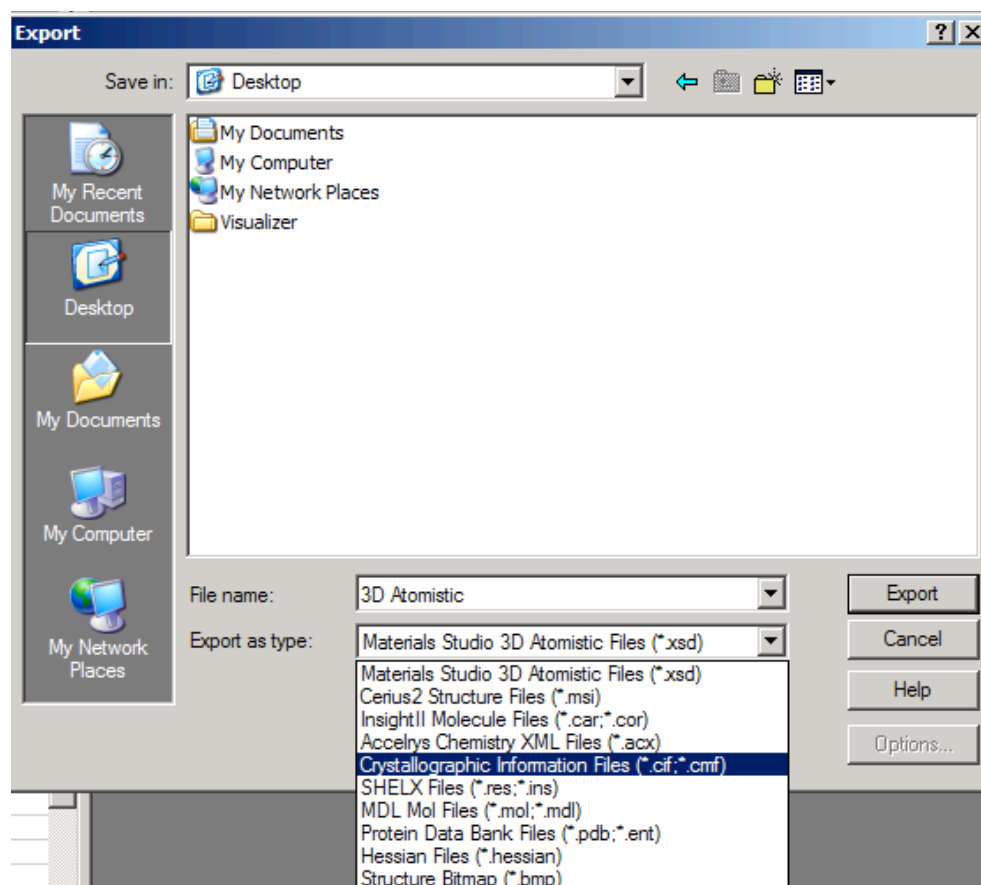 Export
Save in:
Desktop
My Recent
Documents
Desktop
My Documents
My Computer
My Network
Places
My Documents
My Computer
My Network Places
Visualizer
File name:
3D Atomistic
Export
Export as type:
Materials Studio 3D Atomistic Files (*.xsd)
Cancel
Materials Studio 3D Atomistic Files (*.xsd)
Cerius2 Structure Files (*.msi)
InsightII Molecule Files (*.car;*.cor)
Accelrys Chemistry XML Files (*.acx)
Crystallographic Information Files (*.cif;*.cmf)
SHELX Files (*.res;*.ins)
MDL Mol Files (*.mol;*.mdl)
Protein Data Bank Files (*.pdb;*.ent)
Hessian Files (*.hessian)
Structure Bitmap (*.bmp)
Help
Options...